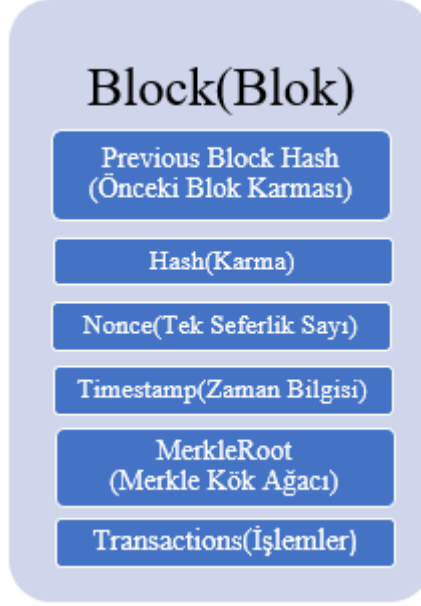 Block(Blok)
Previous Block Hash
(Önceki Blok Karması)
Hash(Karma)
Nonce(Tek Seferlik Sayı)
Timestamp(Zaman Bilgisi)
MerkleRoot
(Merkle Kök Ağacı)
Transactions(İşlemler)